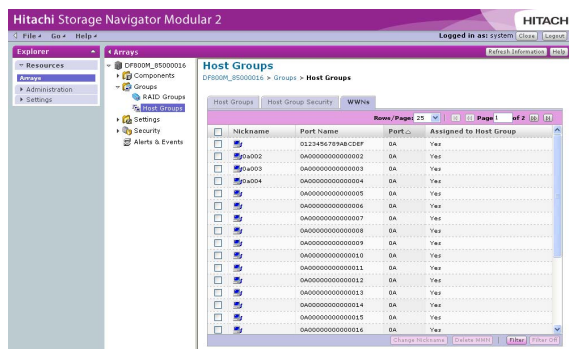 Hitachi Storage Navigator Modular 2
HITACH
File Go Help
Logged in as: system Close Logout
Explorer
Arrays
Refresh Information Help
Resources
Arrays
Administration
Settings
DF800M_85000016
Components
Groups
RAID Groups
Host Groups
Settings
Security
Alerts & Events
Host Groups
DF800M_85000016 > Groups > Host Groups
Host Groups Host Group Security WWNs
Rows/Page: 25 Page 1 of 2
Nickname Port Name Port Assigned to Host Group
0123456789ABCDEF 0A Yes
0a002 0A00000000000002 0A Yes
0a003 0A00000000000003 0A Yes
0a004 0A00000000000004 0A Yes
0A00000000000005 0A Yes
0A00000000000006 0A Yes
0A00000000000007 0A Yes
0A00000000000008 0A Yes
0A00000000000009 0A Yes
0A00000000000010 0A Yes
0A00000000000011 0A Yes
0A00000000000012 0A Yes
0A00000000000013 0A Yes
0A00000000000014 0A Yes
0A00000000000015 0A Yes
0A00000000000016 0A Yes
Change Nickname Delete WWN Filter Filter Off